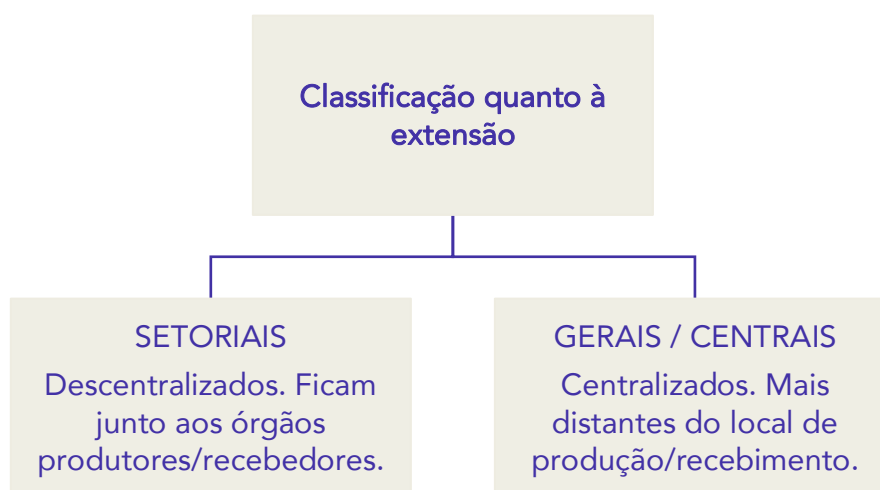 Classificação quanto à
extensão
SETORIAIS
Descentralizados. Ficam
junto aos órgãos
produtores/recebedores.
GERAIS / CENTRAIS
Centralizados. Mais
distantes do local de
produção/recebimento.